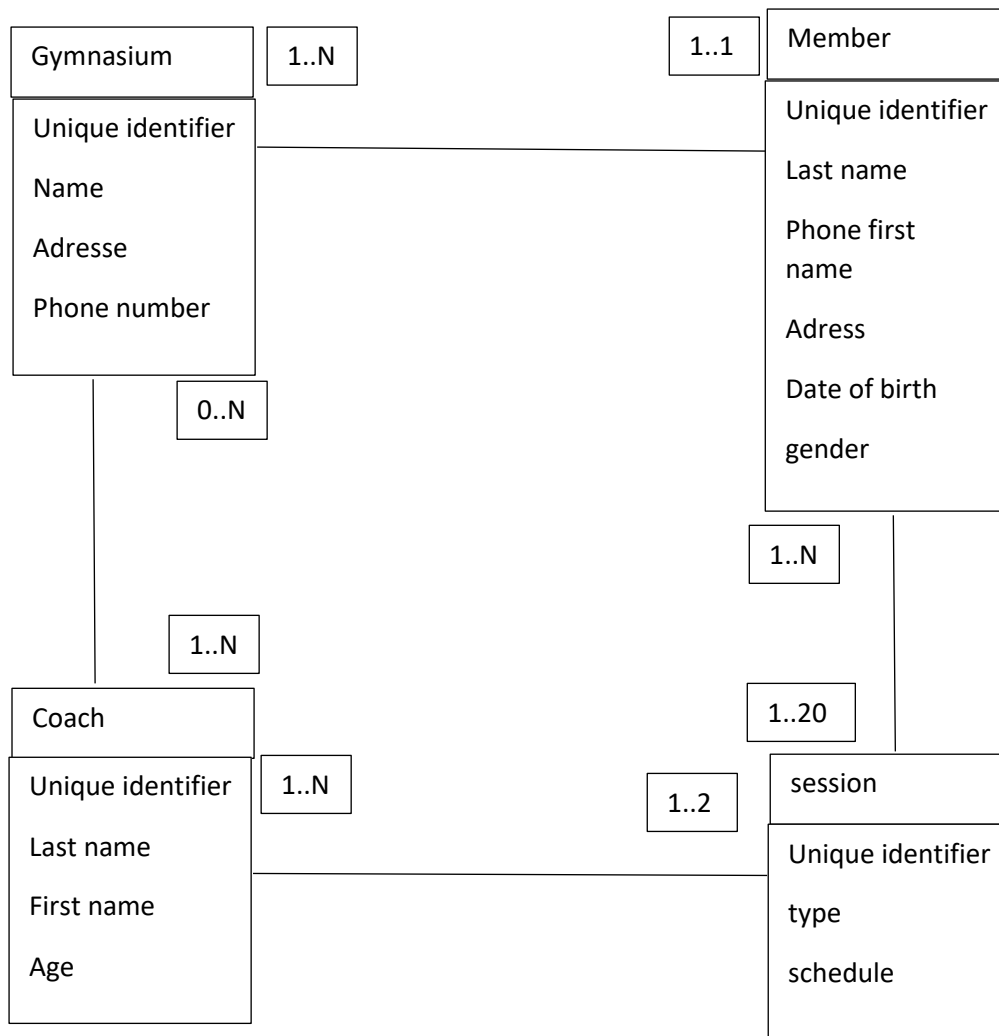 Gymnasium
1..N
1..1
Member
Unique identifier
Name
Adresse
Phone number
Unique identifier
Last name
Phone first
name
Adress
Date of birth
gender
0..N
1..N
1..N
Coach
1..20
Unique identifier
Last name
First name
Age
1..N
1..2
session
Unique identifier
type
schedule